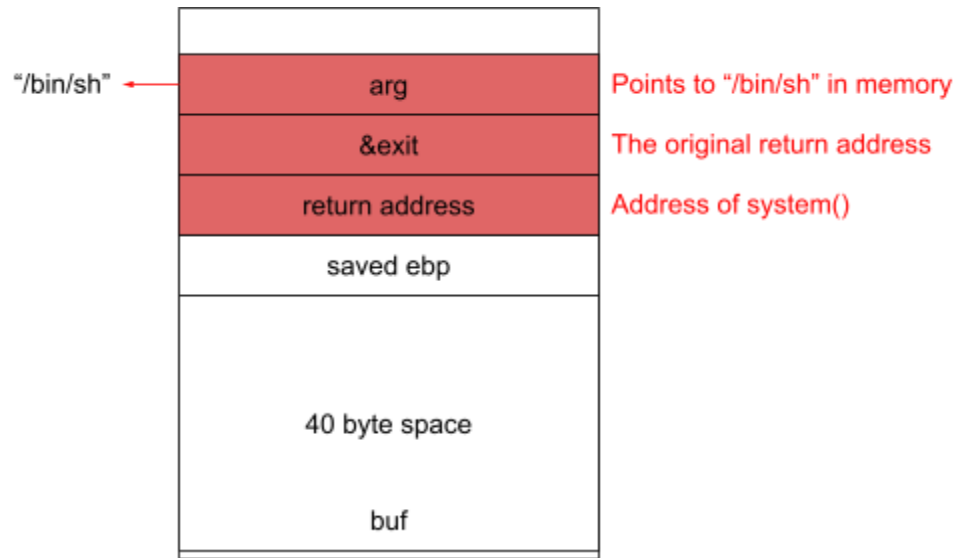 “/bin/sh”
arg
Points to “/bin/sh” in memory
&exit
The original return address
return address
Address of system()
saved ebp
40 byte space
buf